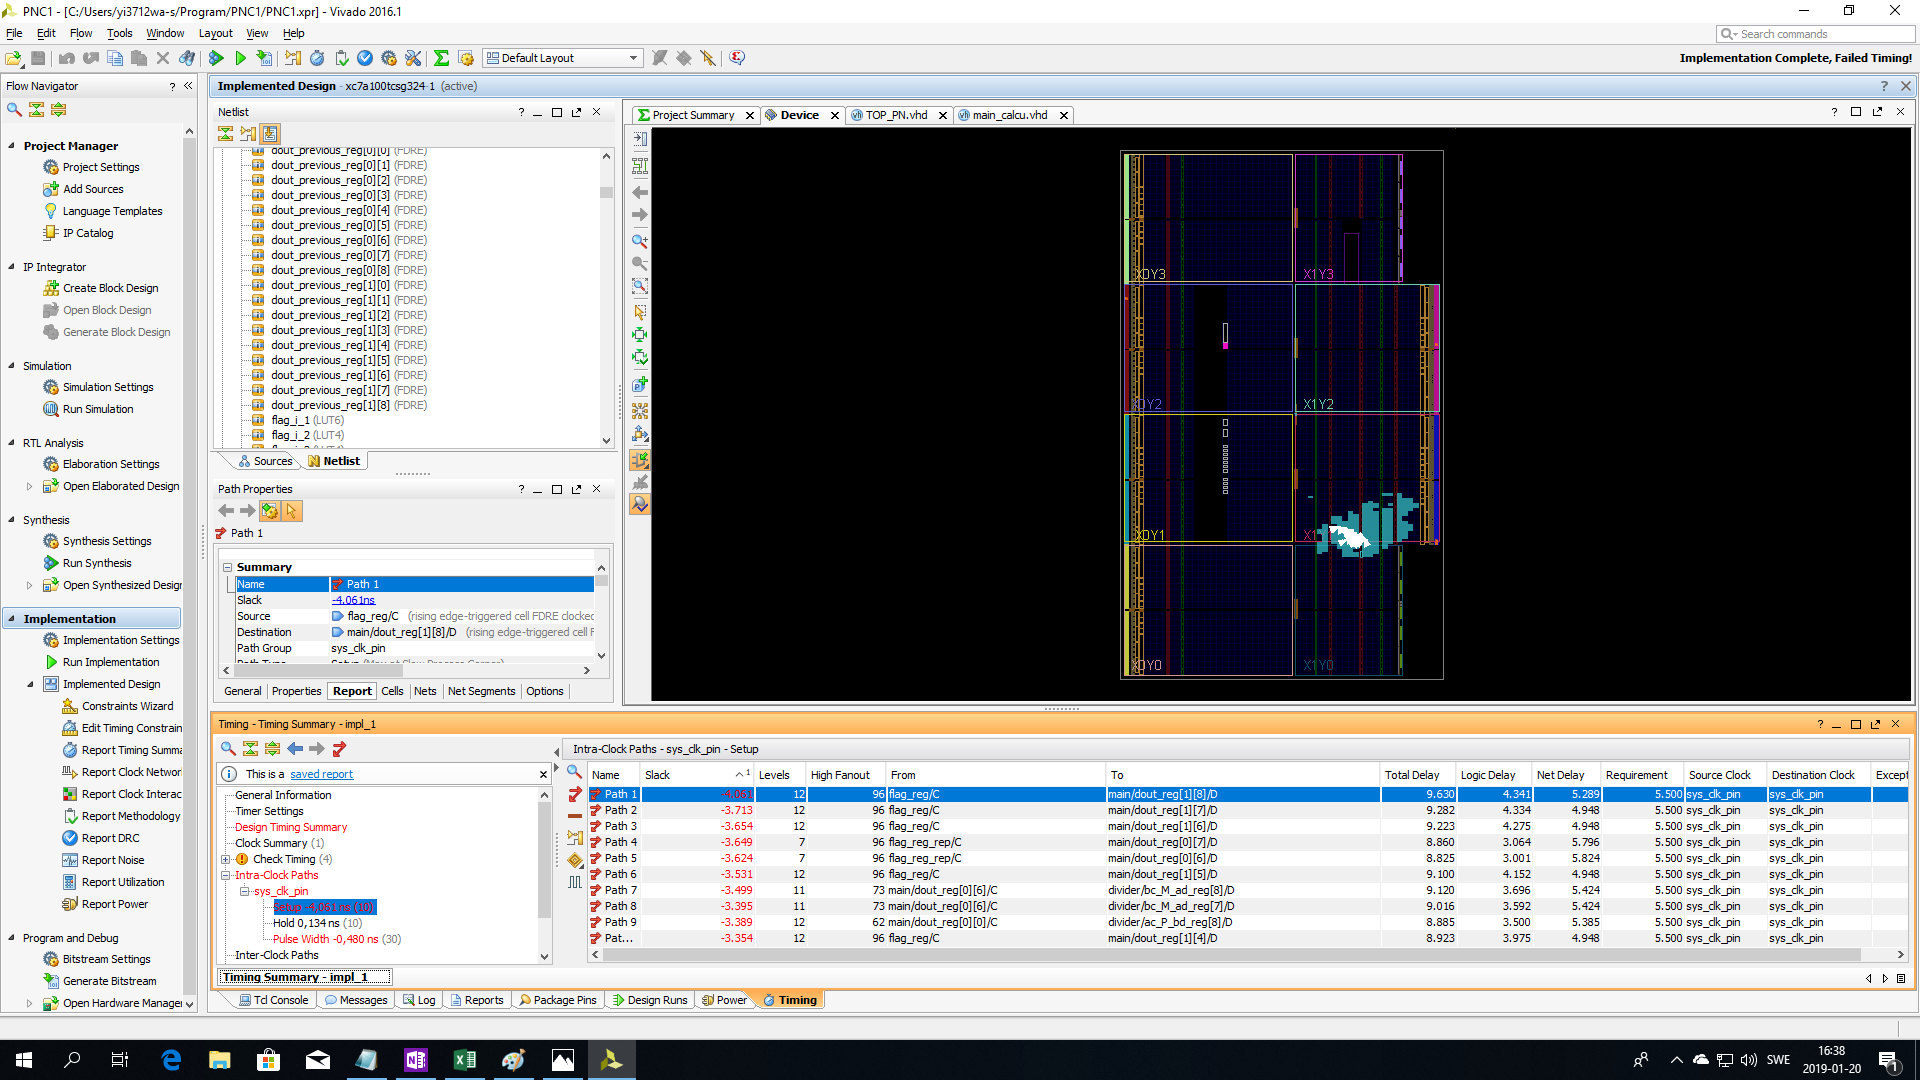 PNC1 - [C:/Users/yi3712wa-s/Program/PNC1/PNC1.xpr] - Vivado 2016.1
File Edit Flow Tools Window Layout View Help
Search commands
Default Layout
Implementation Complete, Failed Timing!
Flow Navigator
Project Manager
Project Settings
Add Sources
Language Templates
IP Catalog
IP Integrator
Create Block Design
Open Block Design
Generate Block Design
Simulation
Simulation Settings
Run Simulation
RTL Analysis
Elaboration Settings
Open Elaborated Design
Synthesis
Synthesis Settings
Run Synthesis
Open Synthesized Design
Implementation
Implementation Settings
Run Implementation
Implemented Design
Constraints Wizard
Edit Timing Constrain
Report Timing Summa
Report Clock Networ
Report Clock Interac
Report Methodology
Report DRC
Report Noise
Report Utilization
Report Power
Program and Debug
Bitstream Settings
Generate Bitstream
Open Hardware Manager
Implemented Design - xc7a100tcsg324-1 (active)
Netlist
dout_previous_reg[0][0] (FDRE)
dout_previous_reg[0][1] (FDRE)
dout_previous_reg[0][2] (FDRE)
dout_previous_reg[0][3] (FDRE)
dout_previous_reg[0][4] (FDRE)
dout_previous_reg[0][5] (FDRE)
dout_previous_reg[0][6] (FDRE)
dout_previous_reg[0][7] (FDRE)
dout_previous_reg[0][8] (FDRE)
dout_previous_reg[1][0] (FDRE)
dout_previous_reg[1][1] (FDRE)
dout_previous_reg[1][2] (FDRE)
dout_previous_reg[1][3] (FDRE)
dout_previous_reg[1][4] (FDRE)
dout_previous_reg[1][5] (FDRE)
dout_previous_reg[1][6] (FDRE)
dout_previous_reg[1][7] (FDRE)
dout_previous_reg[1][8] (FDRE)
flag_i_1 (LUT6)
flag_i_2 (LUT4)
Sources Netlist
Path Properties
Path 1
Summary
Name Path 1
Slack -4.061ns
Source flag_reg/C (rising edge-triggered cell FDRE clocked
Destination main/dout_reg[1][8]/D (rising edge-triggered cell F
Path Group sys_clk_pin
Path Type Setup (Max at Slow Process Corner)
General Properties Report Cells Nets Net Segments Options
Project Summary Device TOP_PN.vhd main_calcu.vhd
X0Y3 X1Y3
X0Y2 X1Y2
X0Y1
X0Y0 X1Y0
Timing - Timing Summary - impl_1
This is a saved report
General Information
Timer Settings
Design Timing Summary
Clock Summary (1)
Check Timing (4)
Intra-Clock Paths
sys_clk_pin
Setup -4,061 ns (10)
Hold 0,134 ns (10)
Pulse Width -0,480 ns (30)
Inter-Clock Paths
Timing Summary - impl_1
Intra-Clock Paths - sys_clk_pin - Setup
Name Slack 1 Levels High Fanout From To Total Delay Logic Delay Net Delay Requirement Source Clock Destination Clock Except
Path 1 -4.061 12 96 flag_reg/C main/dout_reg[1][8]/D 9.630 4.341 5.289 5.500 sys_clk_pin sys_clk_pin
Path 2 -3.713 12 96 flag_reg/C main/dout_reg[1][7]/D 9.282 4.334 4.948 5.500 sys_clk_pin sys_clk_pin
Path 3 -3.654 12 96 flag_reg/C main/dout_reg[1][6]/D 9.223 4.275 4.948 5.500 sys_clk_pin sys_clk_pin
Path 4 -3.649 7 96 flag_reg_rep/C main/dout_reg[0][7]/D 8.860 3.064 5.796 5.500 sys_clk_pin sys_clk_pin
Path 5 -3.624 7 96 flag_reg_rep/C main/dout_reg[0][6]/D 8.825 3.001 5.824 5.500 sys_clk_pin sys_clk_pin
Path 6 -3.531 12 96 flag_reg/C main/dout_reg[1][5]/D 9.100 4.152 4.948 5.500 sys_clk_pin sys_clk_pin
Path 7 -3.499 11 73 main/dout_reg[0][6]/C divider/bc_M_ad_reg[8]/D 9.120 3.696 5.424 5.500 sys_clk_pin sys_clk_pin
Path 8 -3.395 11 73 main/dout_reg[0][6]/C divider/bc_M_ad_reg[7]/D 9.016 3.592 5.424 5.500 sys_clk_pin sys_clk_pin
Path 9 -3.389 12 62 main/dout_reg[0][0]/C divider/ac_P_bd_reg[8]/D 8.885 3.500 5.385 5.500 sys_clk_pin sys_clk_pin
Pat... -3.354 12 96 flag_reg/C main/dout_reg[1][4]/D 8.923 3.975 4.948 5.500 sys_clk_pin sys_clk_pin
Tcl Console Messages Log Reports Package Pins Design Runs Power Timing
SWE
16:38
2019-01-20
1